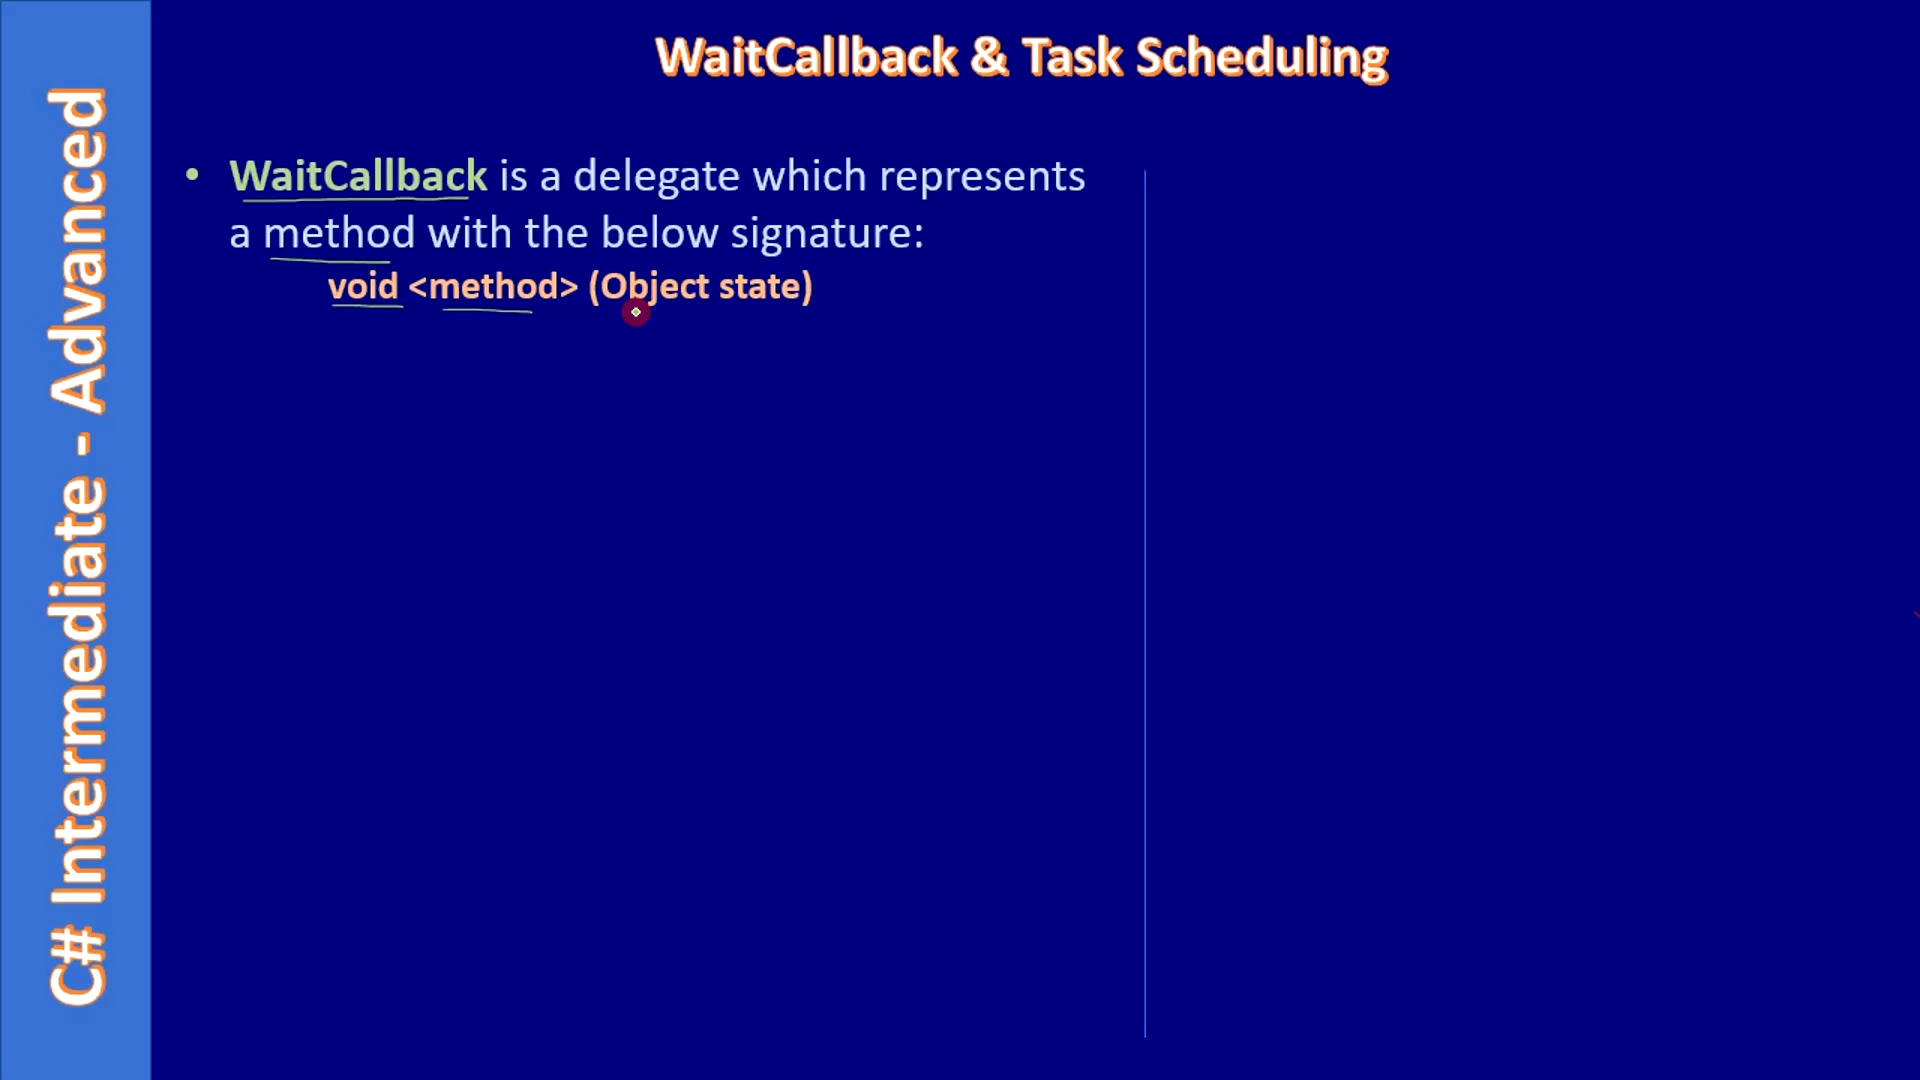 WaitCallback & Task Scheduling
C# Intermediate - Advanced
• WaitCallback is a delegate which represents
a method with the below signature:
void <method> (Object state)